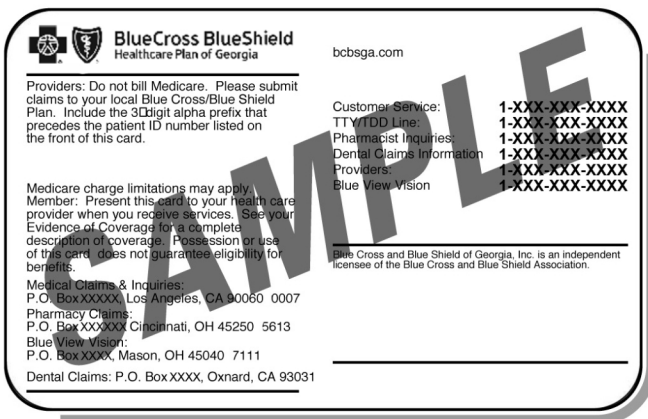 BlueCross BlueShield
Healthcare Plan of Georgia
Providers: Do not bill Medicare. Please submit
claims to your local Blue Cross/Blue Shield
Plan. Include the 3□digit alpha prefix that
precedes the patient ID number listed on
the front of this card.
Medicare charge limitations may apply.
Member: Present this card to your health care
provider when you receive services. See your
Evidence of Coverage for a complete
description of coverage. Possession or use
of this card does not guarantee eligibility for
benefits.
Medical Claims & Inquiries:
P.O. Box XXXXX, Los Angeles, CA 90060 0007
Pharmacy Claims:
P.O. Box XXXXXX Cincinnati, OH 45250 5613
Blue View Vision:
P.O. Box XXXX, Mason, OH 45040 7111
Dental Claims: P.O. Box XXXX, Oxnard, CA 93031
bcbsga.com
Customer Service: 1-XXX-XXX-XXXX
TTY/TDD Line: 1-XXX-XXX-XXXX
Pharmacist Inquiries: 1-XXX-XXX-XXXX
Dental Claims Information 1-XXX-XXX-XXXX
Providers: 1-XXX-XXX-XXXX
Blue View Vision 1-XXX-XXX-XXXX
Blue Cross and Blue Shield of Georgia, Inc. is an independent
licensee of the Blue Cross and Blue Shield Association.
SAMPLE